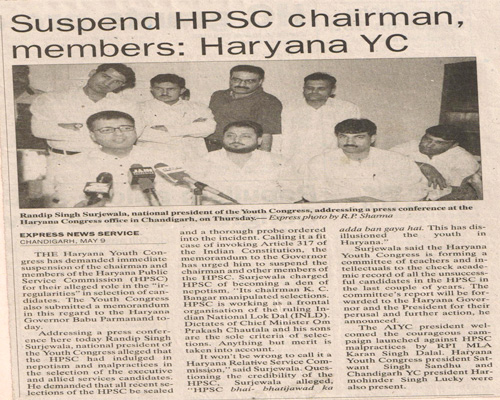 Suspend HPSC chairman,
members: Haryana YC
Randip Singh Surjewala, national president of the Youth Congress, addressing a press conference at the
Haryana Congress office in Chandigarh, on Thursday.— Express photo by R.P. Sharma
EXPRESS NEWS SERVICE
CHANDIGARH, MAY 9
THE Haryana Youth Con-
gress has demanded immediate
suspension of the chairman and
members of the Haryana Public
Service Commission (HPSC)
for their alleged role in the "ir-
regularities" in selection of can-
didates. The Youth Congress
also submitted a memorandum
in this regard to the Haryana
Governor Babu Parmanand to-
day.
Addressing a press confer-
ence here today Randip Singh
Surjewala, national president of
the Youth Congress alleged that
the HPSC had indulged in
nepotism and malpractices in
the selection of the executive
and allied services candidates.
He demanded that all recent se-
lections of the HPSC be sealed
and a thorough probe ordered
into the incident. Calling it a fit
case of invoking Article 317 of
the Indian Constitution, the
memorandum to the Governor
has urged him to suspend the
chairman and other members of
the HPSC. Surjewala charged
HPSC of becoming a den of
nepotism. "Its chairman K. C.
Bangar manipulated selections.
HPSC is working as a frontal
organisation of the ruling In-
dian National Lok Dal (INLD).
Dictates of Chief Minister Om
Prakash Chautala and his sons
are the sole criteria of selec-
tions. Anything but merit is
taken into account.
It won't be wrong to call it a
Haryana Relative Service Com-
mission," said Surjewala. Ques-
tioning the credibility of the
HPSC, Surjewala alleged,
"HPSC bhai- bhatijawad ka
adda ban gaya hai. This has dis-
illusioned the youth in
Haryana."
Surjewala said the Haryana
Youth Congress is forming a
committee of teachers and in-
tellectuals to the check acade-
mic record of all the unsuccess-
ful candidates in the HPSC in
the last couple of years. The
committee's report will be for-
warded to the Haryana Gover-
nor and the President for their
perusal and further action, he
announced.
The AIYC president wel-
comed the courageous cam-
paign launched against HPSC
malpractices by RPI MLA
Karan Singh Dalal. Haryana
Youth Congress president Sat-
want Singh Sandhu and
Chandigarh YC president Har-
mohinder Singh Lucky were
also present.